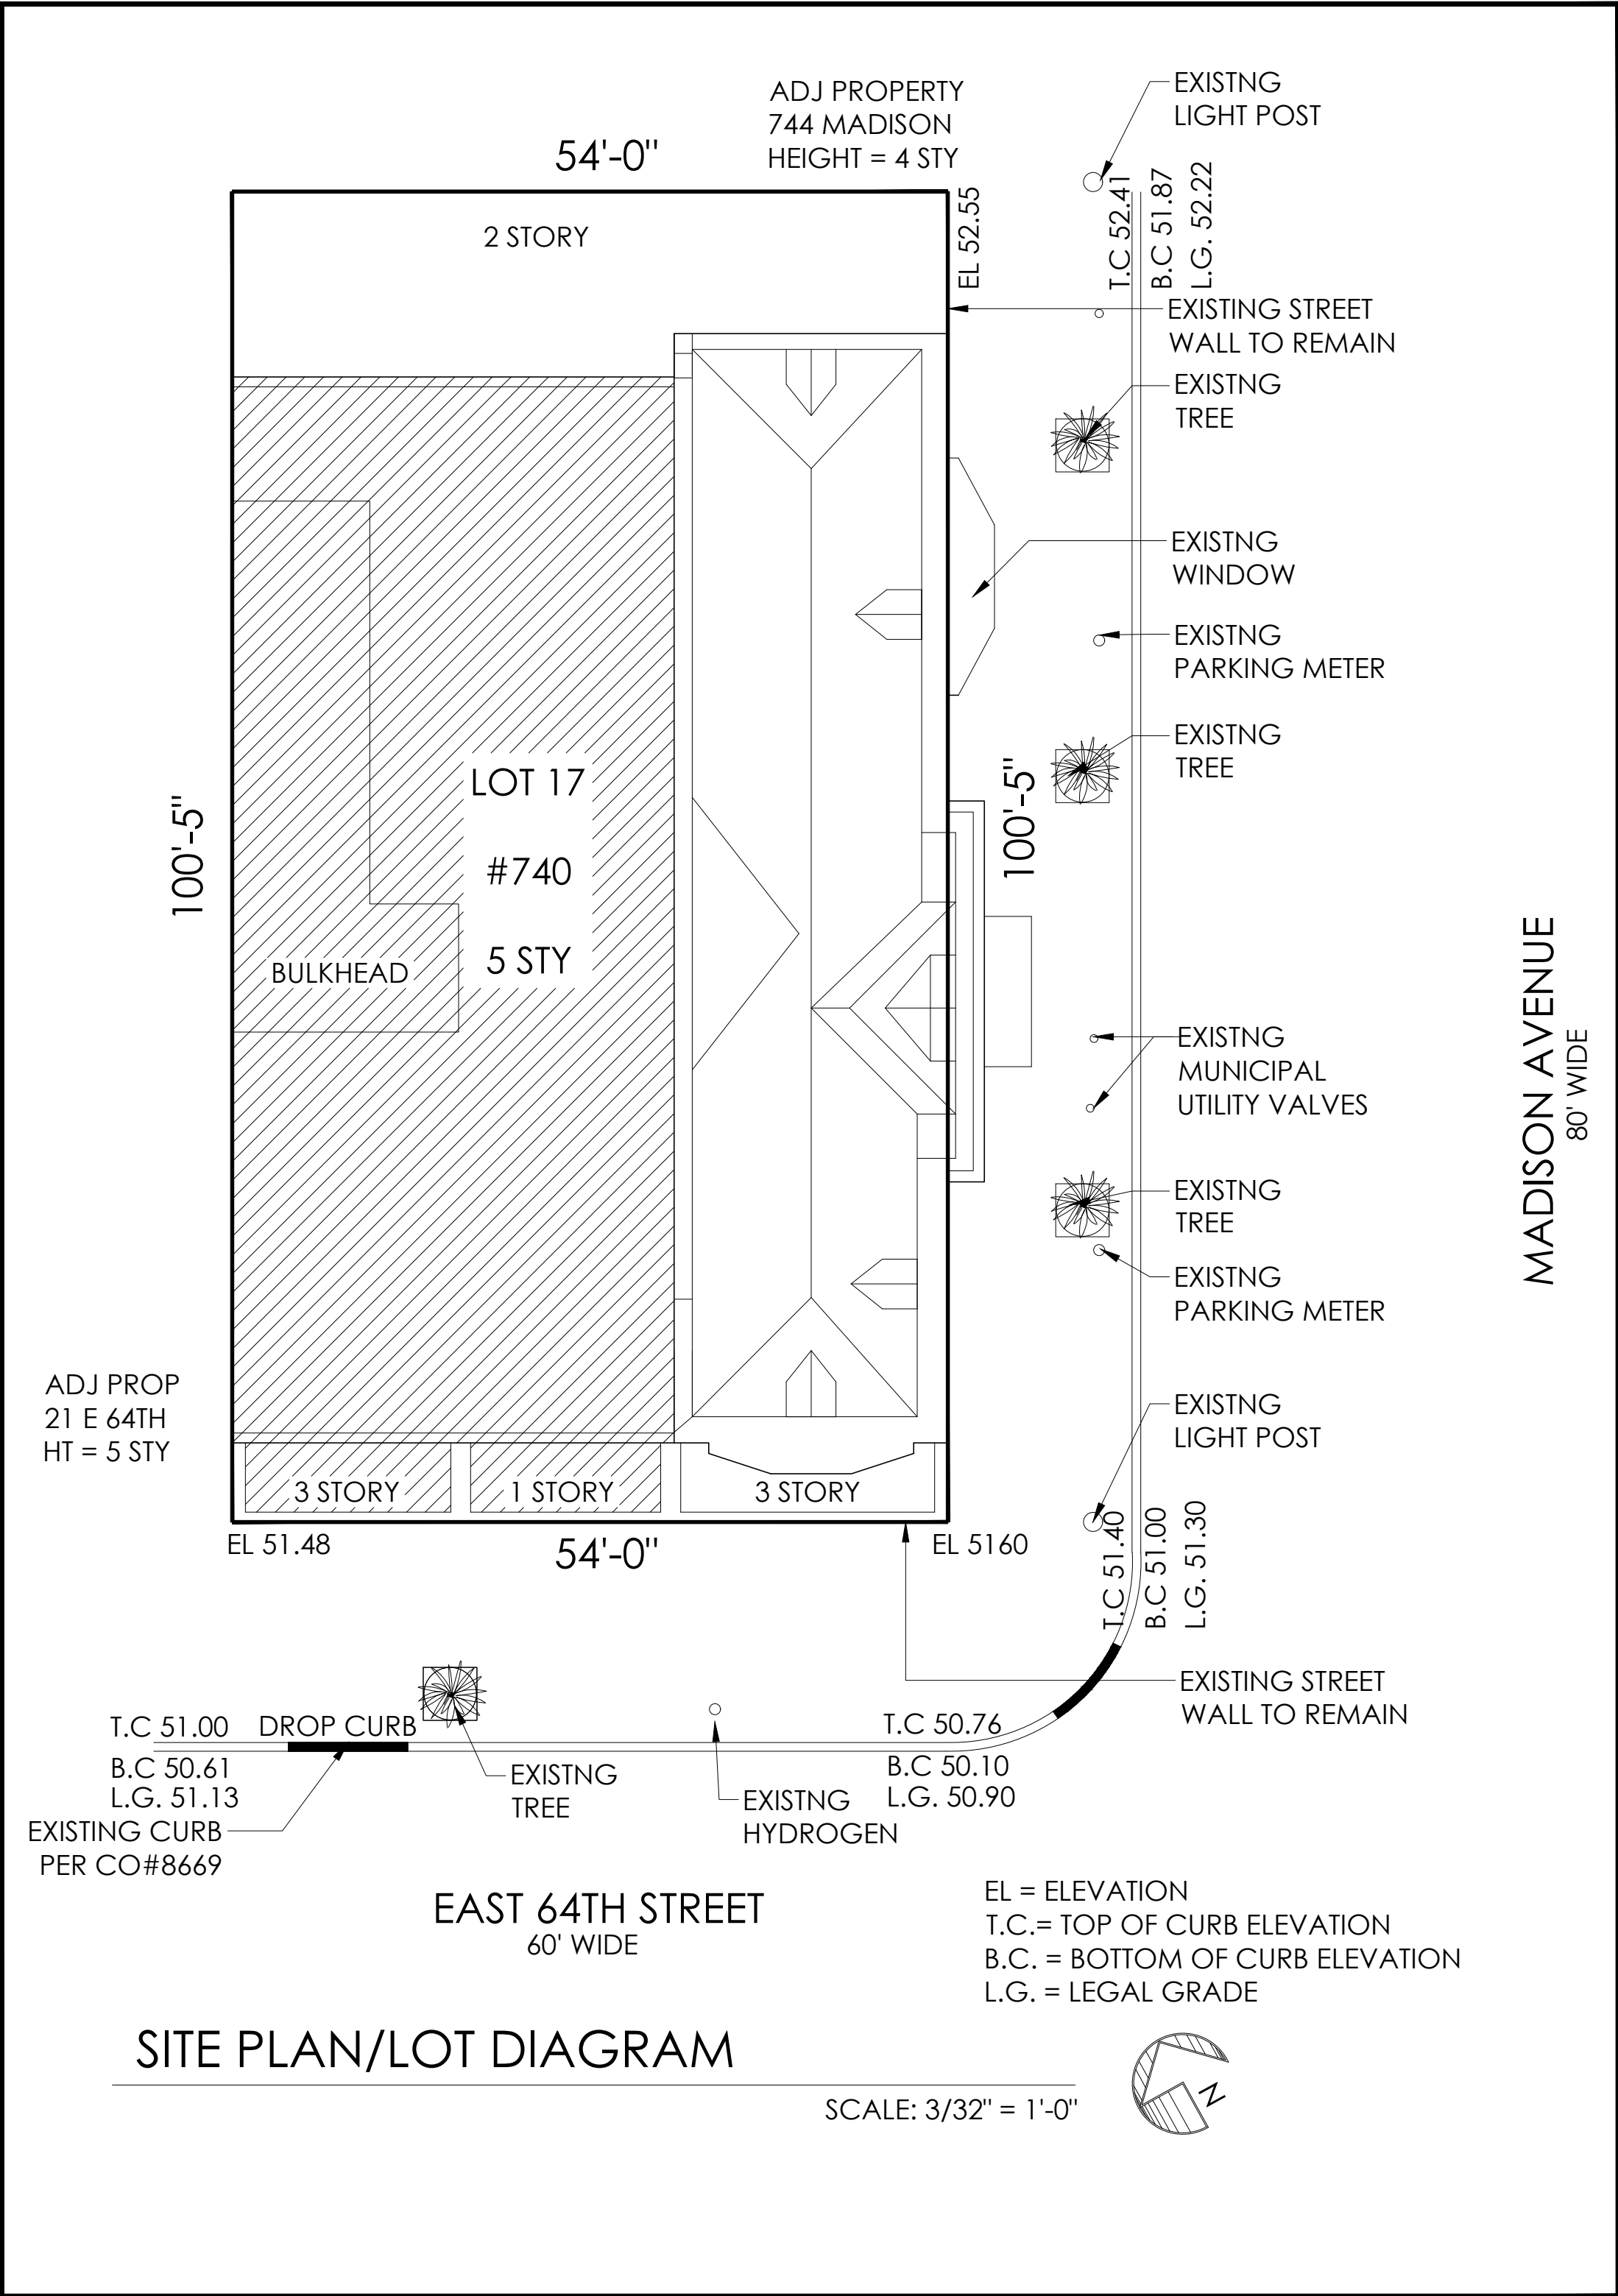 ADJ PROPERTY
744 MADISON
HEIGHT = 4 STY
EXISTNG
LIGHT POST
54'-0"
2 STORY
EL 52.55
T.C 52.41
B.C 51.87
L.G. 52.22
EXISTING STREET
WALL TO REMAIN
EXISTNG
TREE
EXISTNG
WINDOW
EXISTNG
PARKING METER
EXISTNG
TREE
100'-5"
LOT 17
#740
5 STY
BULKHEAD
100'-5"
MADISON AVENUE
80' WIDE
EXISTNG
MUNICIPAL
UTILITY VALVES
EXISTNG
TREE
EXISTNG
PARKING METER
ADJ PROP
21 E 64TH
HT = 5 STY
EXISTNG
LIGHT POST
3 STORY
1 STORY
3 STORY
EL 51.48
54'-0"
EL 5160
T.C 51.40
B.C 51.00
L.G. 51.30
EXISTING STREET
WALL TO REMAIN
T.C 51.00
DROP CURB
B.C 50.61
L.G. 51.13
EXISTING CURB
PER CO#8669
EXISTNG
TREE
EXISTNG
HYDROGEN
T.C 50.76
B.C 50.10
L.G. 50.90
EAST 64TH STREET
60' WIDE
EL = ELEVATION
T.C.= TOP OF CURB ELEVATION
B.C. = BOTTOM OF CURB ELEVATION
L.G. = LEGAL GRADE
SITE PLAN/LOT DIAGRAM
SCALE: 3/32" = 1'-0"
N